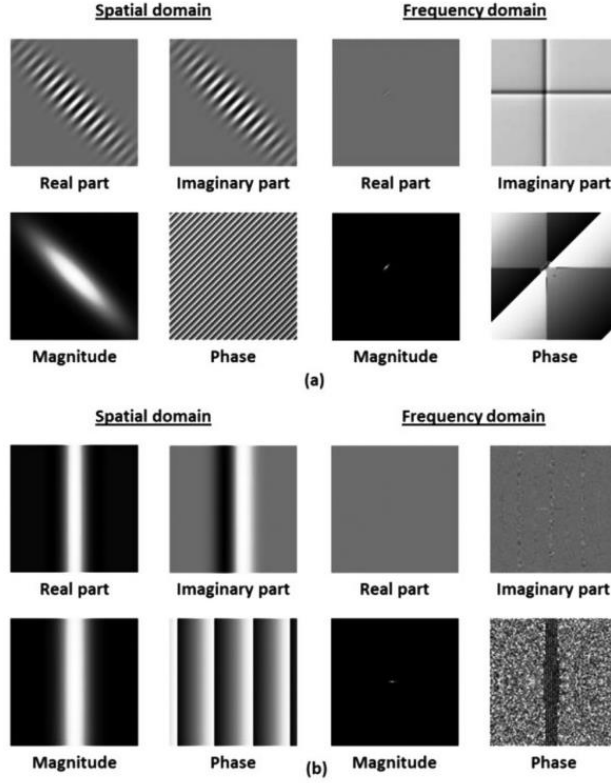 Spatial domain Frequency domain
Real part Imaginary part Real part Imaginary part
Magnitude Phase Magnitude Phase
(a)
Spatial domain Frequency domain
Real part Imaginary part Real part Imaginary part
Magnitude Phase Magnitude Phase
(b)